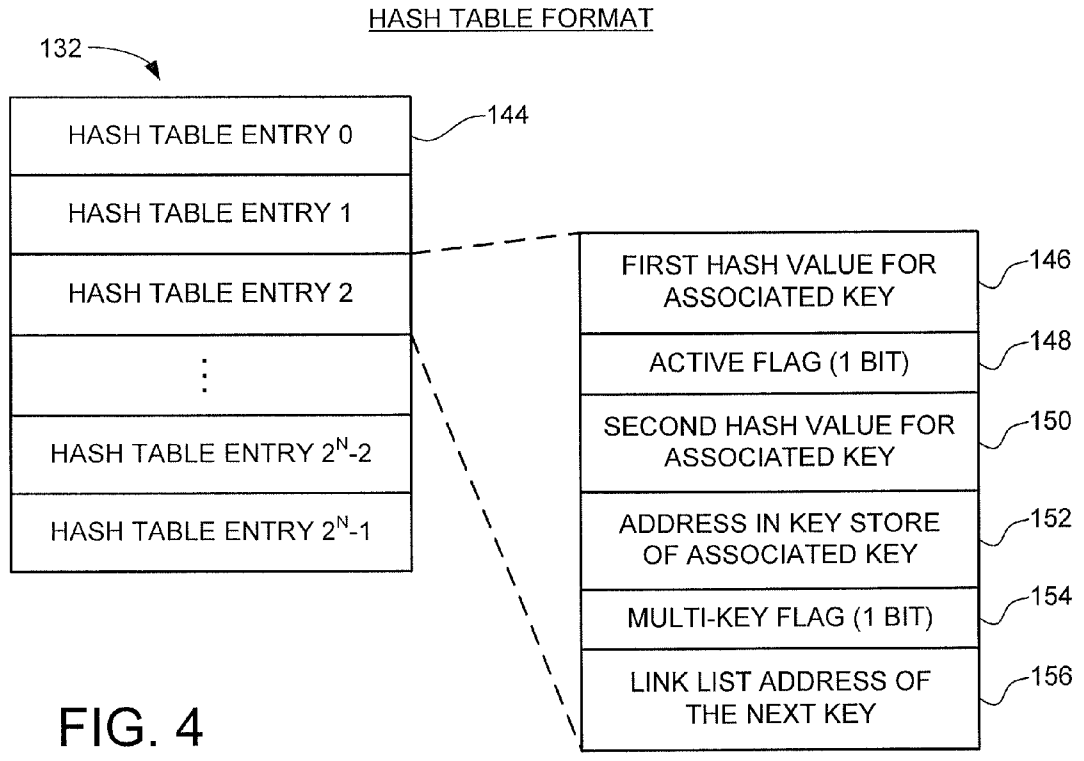 HASH TABLE FORMAT
132
HASH TABLE ENTRY 0
144
HASH TABLE ENTRY 1
HASH TABLE ENTRY 2
⋮
HASH TABLE ENTRY 2^N-2
HASH TABLE ENTRY 2^N-1
FIRST HASH VALUE FOR
ASSOCIATED KEY
146
ACTIVE FLAG (1 BIT)
148
SECOND HASH VALUE FOR
ASSOCIATED KEY
150
ADDRESS IN KEY STORE
OF ASSOCIATED KEY
152
MULTI-KEY FLAG (1 BIT)
154
LINK LIST ADDRESS OF
THE NEXT KEY
156
FIG. 4